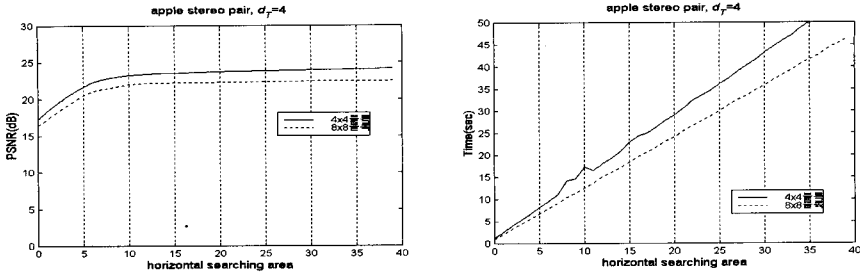 apple stereo pair, d_T=4
30
25
20
15
10
5
0
PSNR(dB)
4x4
8x8
0 5 10 15 20 25 30 35 40
horizontal searching area
apple stereo pair, d_T=4
50
45
40
35
30
25
20
15
10
5
0
Time(sec)
4x4
8x8
0 5 10 15 20 25 30 35 40
horizontal searching area